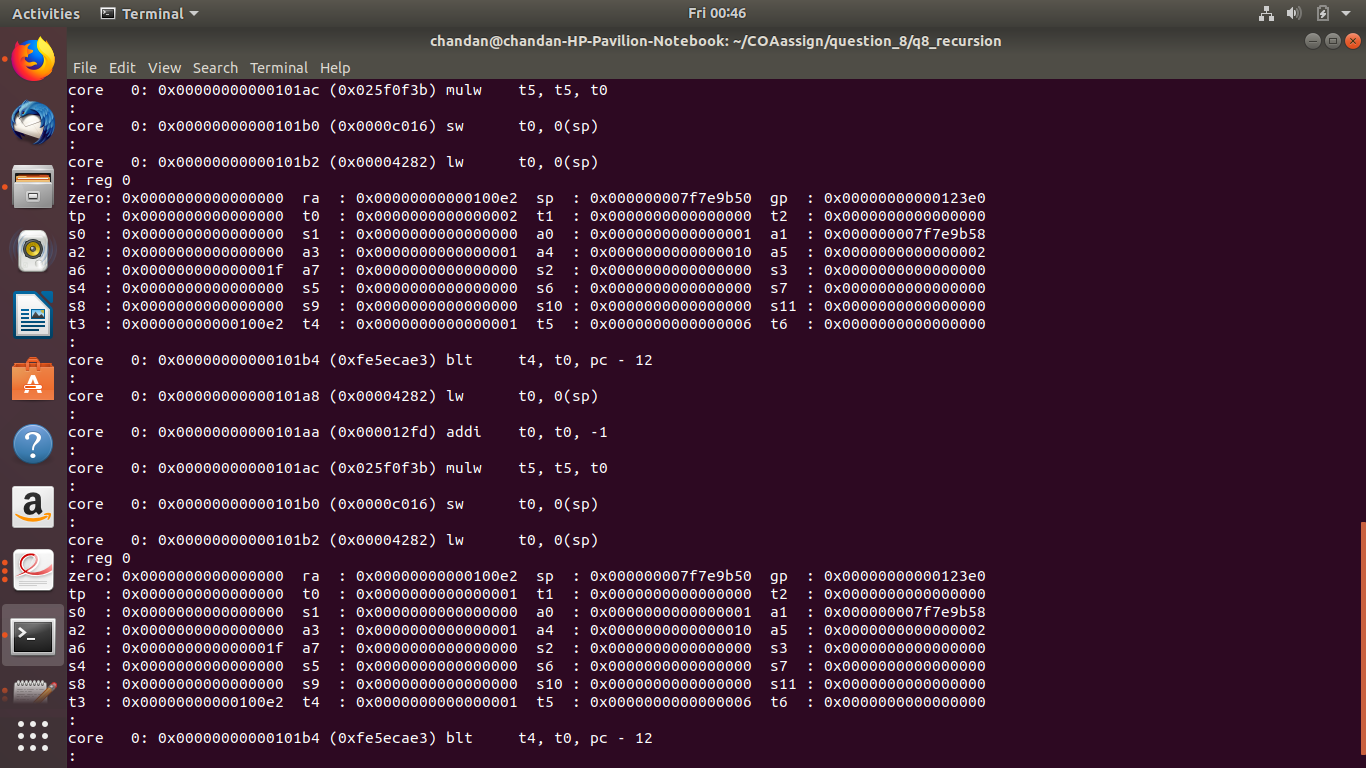 Activities Terminal Fri 00:46
chandan@chandan-HP-Pavilion-Notebook: ~/COAassign/question_8/q8_recursion
File Edit View Search Terminal Help
core   0: 0x00000000000101ac (0x025f0f3b) mulw    t5, t5, t0
:
core   0: 0x00000000000101b0 (0x0000c016) sw      t0, 0(sp)
:
core   0: 0x00000000000101b2 (0x00004282) lw      t0, 0(sp)
: reg 0
zero: 0x0000000000000000  ra  : 0x00000000000100e2  sp  : 0x000000007f7e9b50  gp  : 0x00000000000123e0
tp  : 0x0000000000000000  t0  : 0x0000000000000002  t1  : 0x0000000000000000  t2  : 0x0000000000000000
s0  : 0x0000000000000000  s1  : 0x0000000000000000  a0  : 0x0000000000000001  a1  : 0x000000007f7e9b58
a2  : 0x0000000000000000  a3  : 0x0000000000000001  a4  : 0x0000000000000010  a5  : 0x0000000000000002
a6  : 0x000000000000001f  a7  : 0x0000000000000000  s2  : 0x0000000000000000  s3  : 0x0000000000000000
s4  : 0x0000000000000000  s5  : 0x0000000000000000  s6  : 0x0000000000000000  s7  : 0x0000000000000000
s8  : 0x0000000000000000  s9  : 0x0000000000000000  s10 : 0x0000000000000000  s11 : 0x0000000000000000
t3  : 0x00000000000100e2  t4  : 0x0000000000000001  t5  : 0x0000000000000006  t6  : 0x0000000000000000
:
core   0: 0x00000000000101b4 (0xfe5ecae3) blt     t4, t0, pc - 12
:
core   0: 0x00000000000101a8 (0x00004282) lw      t0, 0(sp)
:
core   0: 0x00000000000101aa (0x000012fd) addi    t0, t0, -1
:
core   0: 0x00000000000101ac (0x025f0f3b) mulw    t5, t5, t0
:
core   0: 0x00000000000101b0 (0x0000c016) sw      t0, 0(sp)
:
core   0: 0x00000000000101b2 (0x00004282) lw      t0, 0(sp)
: reg 0
zero: 0x0000000000000000  ra  : 0x00000000000100e2  sp  : 0x000000007f7e9b50  gp  : 0x00000000000123e0
tp  : 0x0000000000000000  t0  : 0x0000000000000001  t1  : 0x0000000000000000  t2  : 0x0000000000000000
s0  : 0x0000000000000000  s1  : 0x0000000000000000  a0  : 0x0000000000000001  a1  : 0x000000007f7e9b58
a2  : 0x0000000000000000  a3  : 0x0000000000000001  a4  : 0x0000000000000010  a5  : 0x0000000000000002
a6  : 0x000000000000001f  a7  : 0x0000000000000000  s2  : 0x0000000000000000  s3  : 0x0000000000000000
s4  : 0x0000000000000000  s5  : 0x0000000000000000  s6  : 0x0000000000000000  s7  : 0x0000000000000000
s8  : 0x0000000000000000  s9  : 0x0000000000000000  s10 : 0x0000000000000000  s11 : 0x0000000000000000
t3  : 0x00000000000100e2  t4  : 0x0000000000000001  t5  : 0x0000000000000006  t6  : 0x0000000000000000
:
core   0: 0x00000000000101b4 (0xfe5ecae3) blt     t4, t0, pc - 12
: